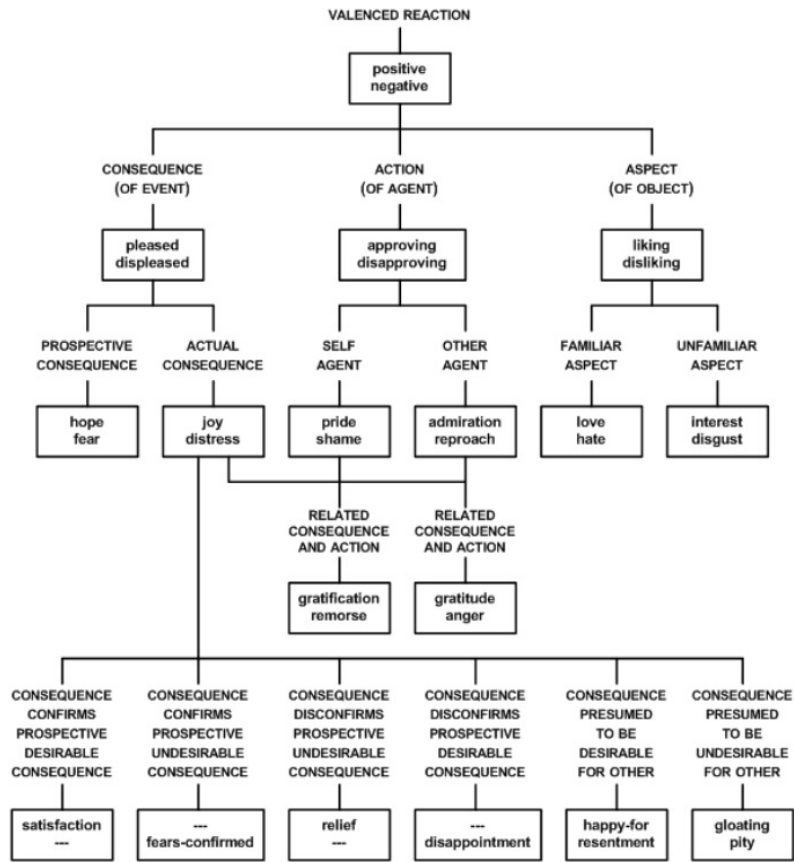 VALENCED REACTION
positive
negative
CONSEQUENCE
(OF EVENT)
ACTION
(OF AGENT)
ASPECT
(OF OBJECT)
pleased
displeased
approving
disapproving
liking
disliking
PROSPECTIVE
CONSEQUENCE
ACTUAL
CONSEQUENCE
SELF
AGENT
OTHER
AGENT
FAMILIAR
ASPECT
UNFAMILIAR
ASPECT
hope
fear
joy
distress
pride
shame
admiration
reproach
love
hate
interest
disgust
RELATED
CONSEQUENCE
AND ACTION
RELATED
CONSEQUENCE
AND ACTION
gratification
remorse
gratitude
anger
CONSEQUENCE
CONFIRMS
PROSPECTIVE
DESIRABLE
CONSEQUENCE
CONSEQUENCE
CONFIRMS
PROSPECTIVE
UNDESIRABLE
CONSEQUENCE
CONSEQUENCE
DISCONFIRMS
PROSPECTIVE
UNDESIRABLE
CONSEQUENCE
CONSEQUENCE
DISCONFIRMS
PROSPECTIVE
DESIRABLE
CONSEQUENCE
CONSEQUENCE
PRESUMED
TO BE
DESIRABLE
FOR OTHER
CONSEQUENCE
PRESUMED
TO BE
UNDESIRABLE
FOR OTHER
satisfaction
---
---
fears-confirmed
relief
---
---
disappointment
happy-for
resentment
gloating
pity